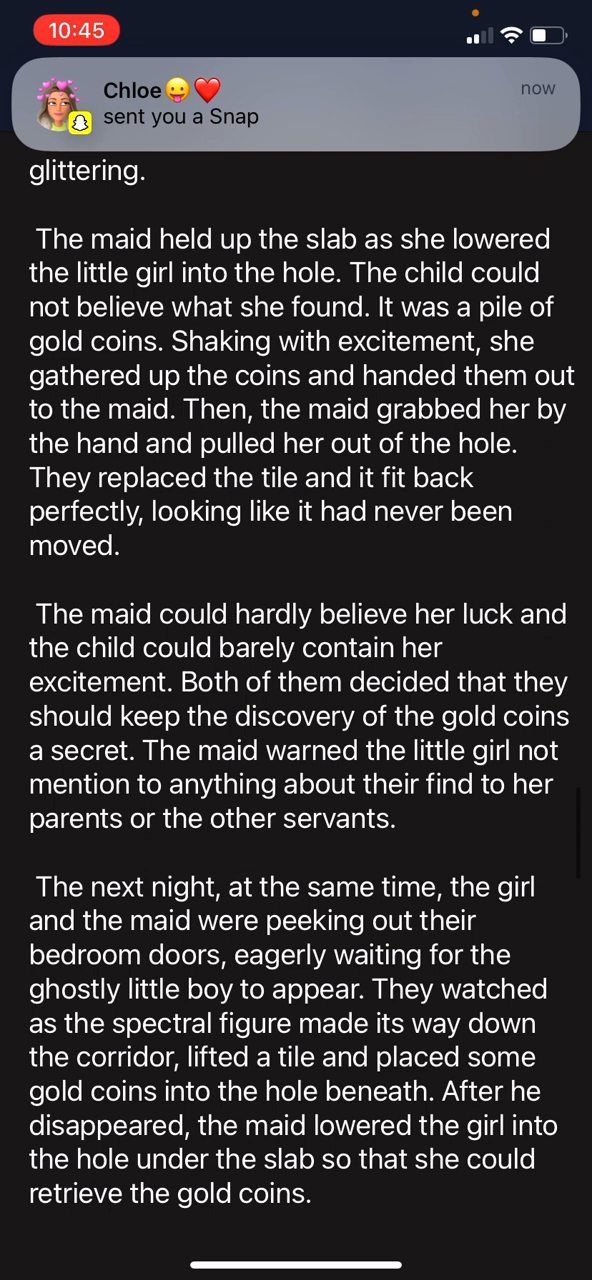 10:45
Chloe😛❤️
now
sent you a Snap
glittering.
The maid held up the slab as she lowered
the little girl into the hole. The child could
not believe what she found. It was a pile of
gold coins. Shaking with excitement, she
gathered up the coins and handed them out
to the maid. Then, the maid grabbed her by
the hand and pulled her out of the hole.
They replaced the tile and it fit back
perfectly, looking like it had never been
moved.
The maid could hardly believe her luck and
the child could barely contain her
excitement. Both of them decided that they
should keep the discovery of the gold coins
a secret. The maid warned the little girl not
mention to anything about their find to her
parents or the other servants.
The next night, at the same time, the girl
and the maid were peeking out their
bedroom doors, eagerly waiting for the
ghostly little boy to appear. They watched
as the spectral figure made its way down
the corridor, lifted a tile and placed some
gold coins into the hole beneath. After he
disappeared, the maid lowered the girl into
the hole under the slab so that she could
retrieve the gold coins.